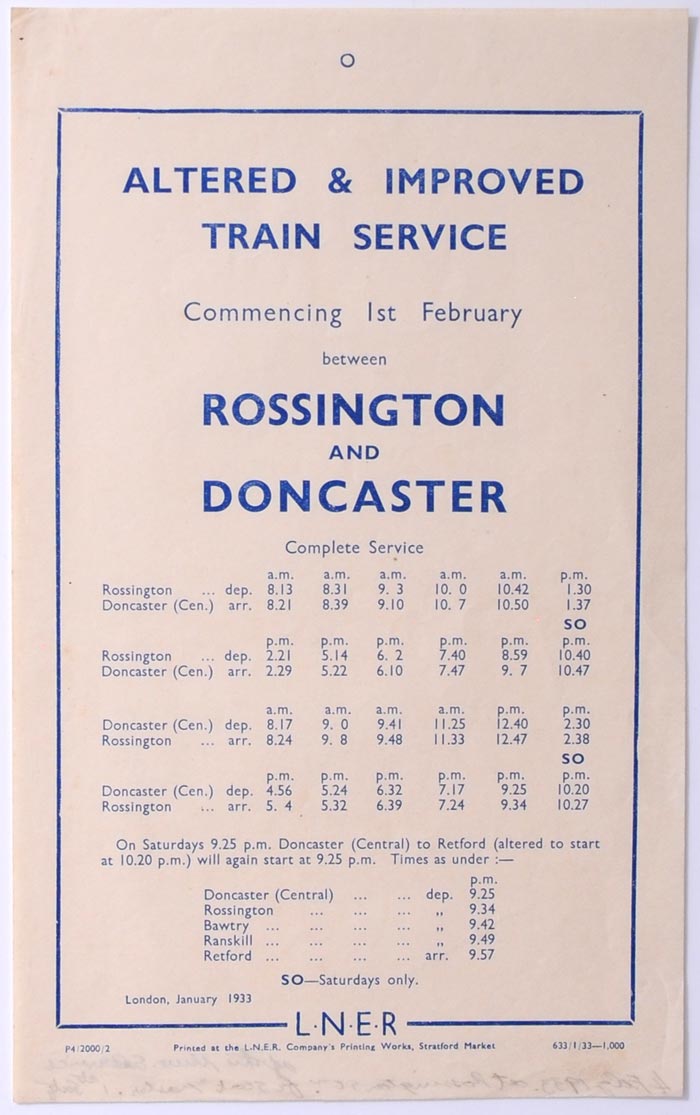 ALTERED & IMPROVED
TRAIN SERVICE
Commencing 1st February
between
ROSSINGTON
AND
DONCASTER
Complete Service
a.m. a.m. a.m. a.m. a.m. p.m.
Rossington ... dep. 8.13 8.31 9. 3 10. 0 10.42 1.30
Doncaster (Cen.) arr. 8.21 8.39 9.10 10. 7 10.50 1.37
SO
p.m. p.m. p.m. p.m. p.m. p.m.
Rossington ... dep. 2.21 5.14 6. 2 7.40 8.59 10.40
Doncaster (Cen.) arr. 2.29 5.22 6.10 7.47 9. 7 10.47
a.m. a.m. a.m. a.m. p.m. p.m.
Doncaster (Cen.) dep. 8.17 9. 0 9.41 11.25 12.40 2.30
Rossington ... arr. 8.24 9. 8 9.48 11.33 12.47 2.38
SO
p.m. p.m. p.m. p.m. p.m. p.m.
Doncaster (Cen.) dep. 4.56 5.24 6.32 7.17 9.25 10.20
Rossington ... arr. 5. 4 5.32 6.39 7.24 9.34 10.27
On Saturdays 9.25 p.m. Doncaster (Central) to Retford (altered to start
at 10.20 p.m.) will again start at 9.25 p.m. Times as under :—
p.m.
Doncaster (Central) ... ... dep. 9.25
Rossington ... ... ... ,, 9.34
Bawtry ... ... ... ... ,, 9.42
Ranskill ... ... ... ... ,, 9.49
Retford ... ... ... ... arr. 9.57
SO—Saturdays only.
London, January 1933
L·N·E·R
P41/2000/2 Printed at the L.N.E.R. Company's Printing Works, Stratford Market 633/1/33—1,000